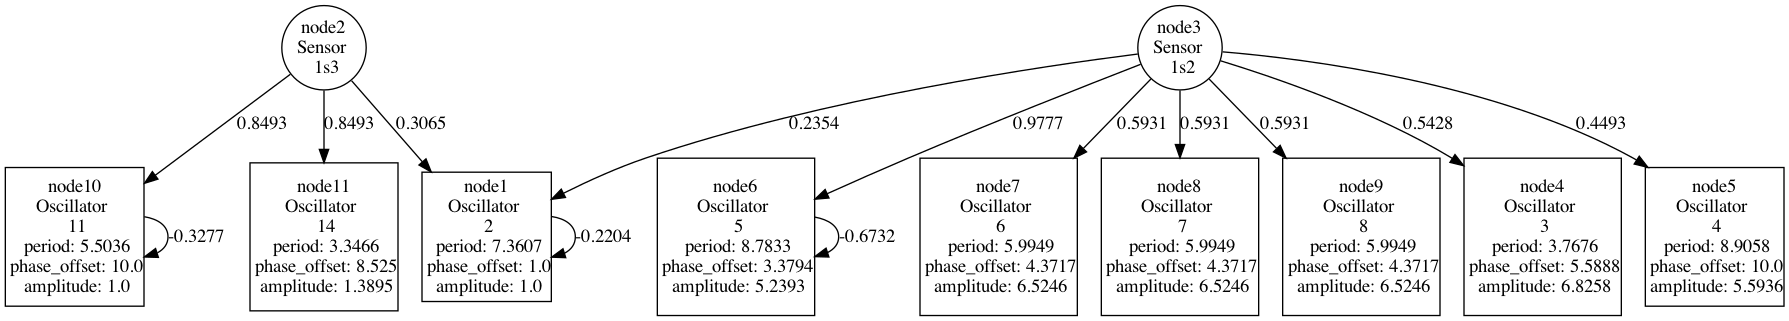 node2
Sensor
1s3
node3
Sensor
1s2
0.8493
0.8493
0.3065
0.2354
0.9777
0.5931
0.5931
0.5931
0.5428
0.4493
node10
Oscillator
11
period: 5.5036
phase_offset: 10.0
amplitude: 1.0
-0.3277
node11
Oscillator
14
period: 3.3466
phase_offset: 8.525
amplitude: 1.3895
node1
Oscillator
2
period: 7.3607
phase_offset: 1.0
amplitude: 1.0
-0.2204
node6
Oscillator
5
period: 8.7833
phase_offset: 3.3794
amplitude: 5.2393
-0.6732
node7
Oscillator
6
period: 5.9949
phase_offset: 4.3717
amplitude: 6.5246
node8
Oscillator
7
period: 5.9949
phase_offset: 4.3717
amplitude: 6.5246
node9
Oscillator
8
period: 5.9949
phase_offset: 4.3717
amplitude: 6.5246
node4
Oscillator
3
period: 3.7676
phase_offset: 5.5888
amplitude: 6.8258
node5
Oscillator
4
period: 8.9058
phase_offset: 10.0
amplitude: 5.5936